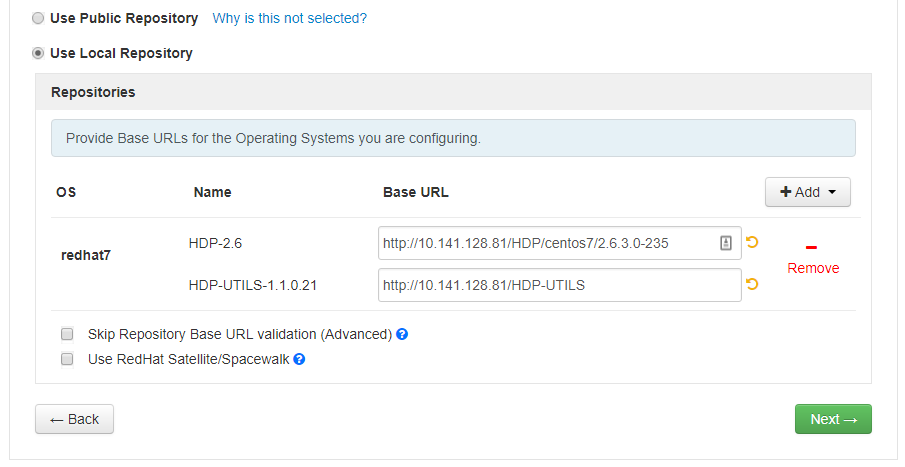 Use Public Repository Why is this not selected?
Use Local Repository
Repositories
Provide Base URLs for the Operating Systems you are configuring.
OS Name Base URL + Add
redhat7 HDP-2.6 http://10.141.128.81/HDP/centos7/2.6.3.0-235 Remove
HDP-UTILS-1.1.0.21 http://10.141.128.81/HDP-UTILS
Skip Repository Base URL validation (Advanced) ?
Use RedHat Satellite/Spacewalk ?
← Back Next →